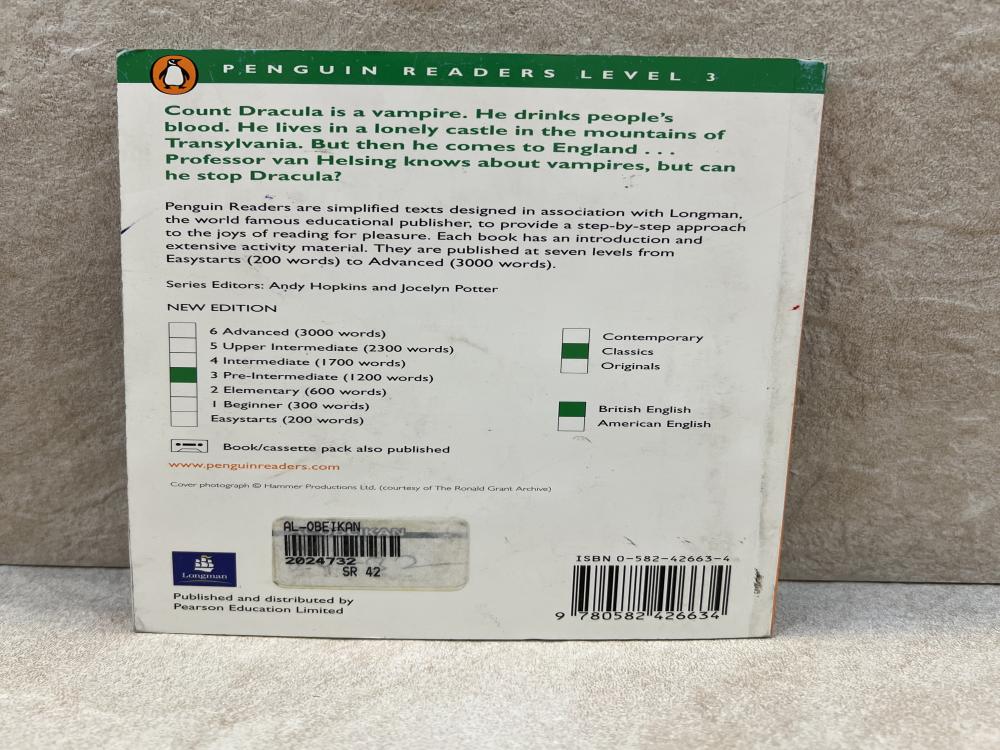 PENGUIN READERS LEVEL 3
Count Dracula is a vampire. He drinks people's
blood. He lives in a lonely castle in the mountains of
Transylvania. But then he comes to England . . .
Professor van Helsing knows about vampires, but can
he stop Dracula?
Penguin Readers are simplified texts designed in association with Longman,
the world famous educational publisher, to provide a step-by-step approach
to the joys of reading for pleasure. Each book has an introduction and
extensive activity material. They are published at seven levels from
Easystarts (200 words) to Advanced (3000 words).
Series Editors: Andy Hopkins and Jocelyn Potter
NEW EDITION
6 Advanced (3000 words)
5 Upper Intermediate (2300 words)
4 Intermediate (1700 words)
3 Pre-Intermediate (1200 words)
2 Elementary (600 words)
1 Beginner (300 words)
Easystarts (200 words)
Contemporary
Classics
Originals
British English
American English
Book/cassette pack also published
www.penguinreaders.com
Cover photograph © Hammer Productions Ltd. (courtesy of The Ronald Grant Archive)
AL-OBEIKAN
2024732
SR 42
Longman
Published and distributed by
Pearson Education Limited
ISBN 0-582-42663-4
9 780582 426634